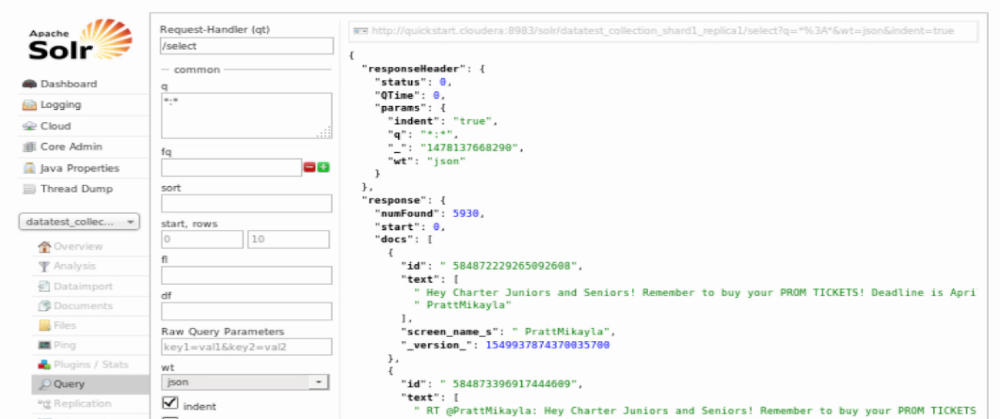 Apache
Solr
Dashboard
Logging
Cloud
Core Admin
Java Properties
Thread Dump
datatest_collec...
Overview
Analysis
Dataimport
Documents
Files
Ping
Plugins / Stats
Query
Replication
Request-Handler (qt)
/select
common
q
*:*
fq
sort
start, rows
0 10
fl
df
Raw Query Parameters
key1=val1&key2=val2
wt
json
indent
http://quickstart.cloudera:8983/solr/datatest_collection_shard1_replica1/select?q=*%3A*&wt=json&indent=true
{
"responseHeader": {
"status": 0,
"QTime": 0,
"params": {
"indent": "true",
"q": "*:*",
"_": "1478137668290",
"wt": "json"
}
},
"response": {
"numFound": 5930,
"start": 0,
"docs": [
{
"id": " 584872229265092608",
"text": [
" Hey Charter Juniors and Seniors! Remember to buy your PROM TICKETS! Deadline is Apri
" PrattMikayla"
],
"screen_name_s": " PrattMikayla",
"_version_": 1549937874370035700
},
{
"id": " 584873396917444609",
"text": [
" RT @PrattMikayla: Hey Charter Juniors and Seniors! Remember to buy your PROM TICKETS